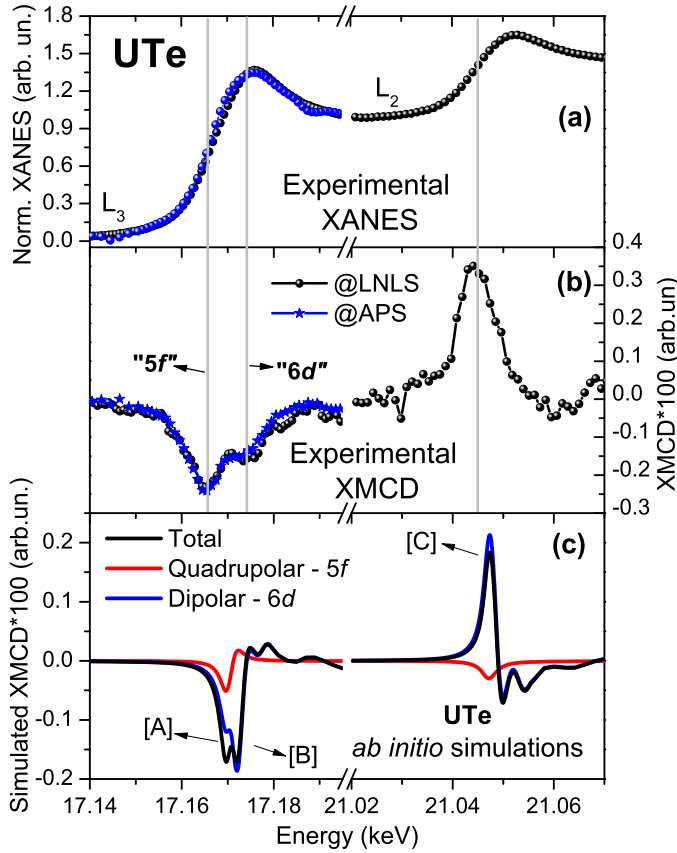 UTe
L₃
L₂
(a)
Experimental
XANES
Norm. XANES (arb. un.)
0.0
0.3
0.6
0.9
1.2
1.5
1.8
@LNLS
@APS
(b)
"5f"
"6d"
Experimental
XMCD
XMCD*100 (arb.un)
0.4
0.3
0.2
0.1
0.0
-0.1
-0.2
-0.3
Total
Quadrupolar - 5f
Dipolar - 6d
[C]
(c)
[A]
[B]
UTe
ab initio simulations
Simulated XMCD*100 (arb.un.)
0.2
0.1
0.0
-0.1
-0.2
17.14 17.16 17.18 21.02 21.04 21.06
Energy (keV)